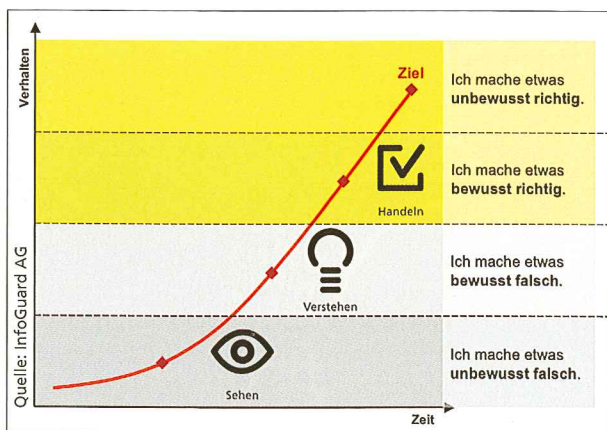 Verhalten
Ziel
Ich mache etwas
unbewusst richtig.
Ich mache etwas
bewusst richtig.
Handeln
Ich mache etwas
bewusst falsch.
Verstehen
Ich mache etwas
unbewusst falsch.
Sehen
Zeit
Quelle: InfoGuard AG